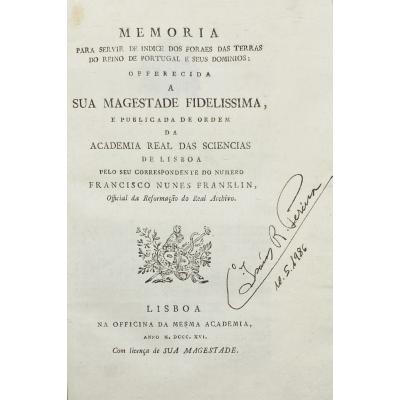 MEMORIA
PARA SERVIR DE INDICE DOS FORAES DAS TERRAS
DO REINO DE PORTUGAL E SEUS DOMINIOS:
OFFERECIDA
A
SUA MAGESTADE FIDELISSIMA,
E PUBLICADA DE ORDEM
DA
ACADEMIA REAL DAS SCIENCIAS
DE LISBOA
PELO SEU CORRESPONDENTE DO NUMERO
FRANCISCO NUNES FRANKLIN,
Official da Reformação do Real Archivo.
R. Pereira
10.5.1986
LISBOA
NA OFFICINA DA MESMA ACADEMIA,
ANNO M. DCCC. XVI.
Com licença de SUA MAGESTADE.